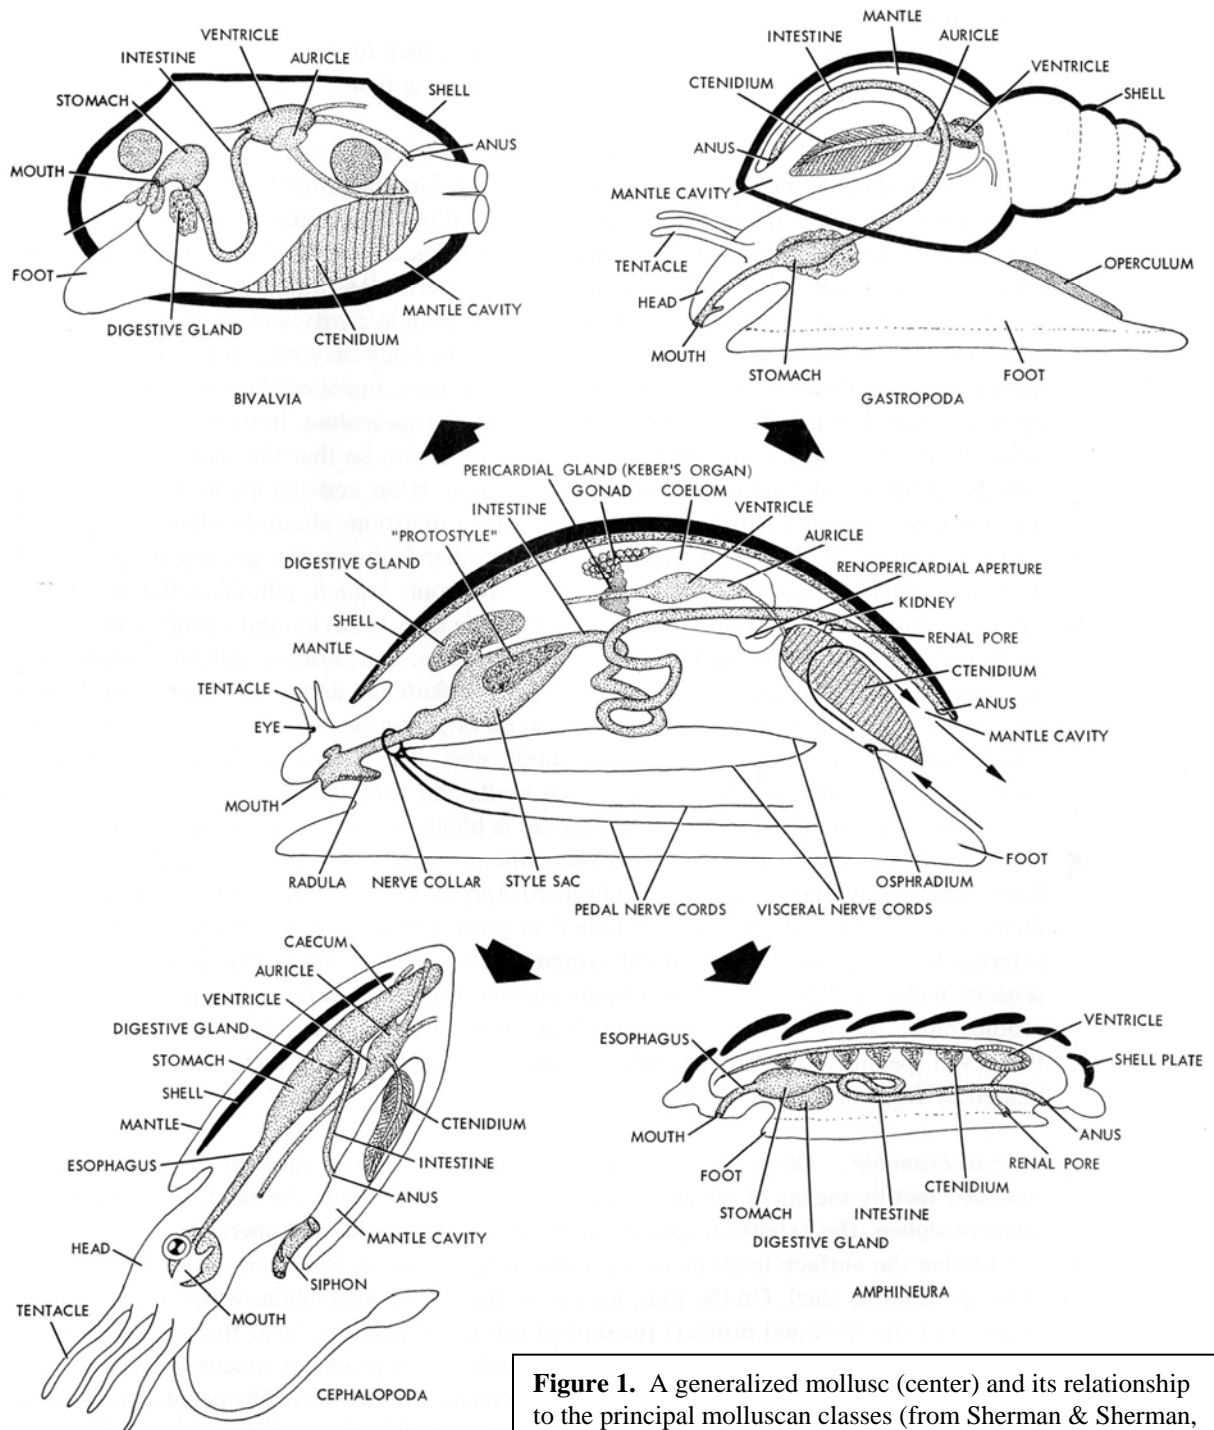 VENTRICLE
INTESTINE
AURICLE
STOMACH
SHELL
ANUS
MOUTH
FOOT
MANTLE CAVITY
DIGESTIVE GLAND
CTENIDIUM
BIVALVIA
MANTLE
INTESTINE
AURICLE
CTENIDIUM
VENTRICLE
SHELL
ANUS
MANTLE CAVITY
TENTACLE
OPERCULUM
HEAD
MOUTH
STOMACH
FOOT
GASTROPODA
PERICARDIAL GLAND (KEBER'S ORGAN)
GONAD
COELOM
INTESTINE
VENTRICLE
"PROTOSTYLE"
AURICLE
DIGESTIVE GLAND
RENOPERICARDIAL APERTURE
KIDNEY
SHELL
RENAL PORE
MANTLE
CTENIDIUM
TENTACLE
ANUS
EYE
MANTLE CAVITY
MOUTH
FOOT
RADULA
NERVE COLLAR
STYLE SAC
OSPHRADIUM
PEDAL NERVE CORDS
VISCERAL NERVE CORDS
CAECUM
AURICLE
VENTRICLE
DIGESTIVE GLAND
STOMACH
SHELL
MANTLE
CTENIDIUM
ESOPHAGUS
INTESTINE
ANUS
HEAD
MANTLE CAVITY
SIPHON
TENTACLE
MOUTH
CEPHALOPODA
ESOPHAGUS
VENTRICLE
SHELL PLATE
MOUTH
ANUS
FOOT
RENAL PORE
CTENIDIUM
STOMACH
INTESTINE
DIGESTIVE GLAND
AMPHINEURA
Figure 1. A generalized mollusc (center) and its relationship
to the principal molluscan classes (from Sherman & Sherman,